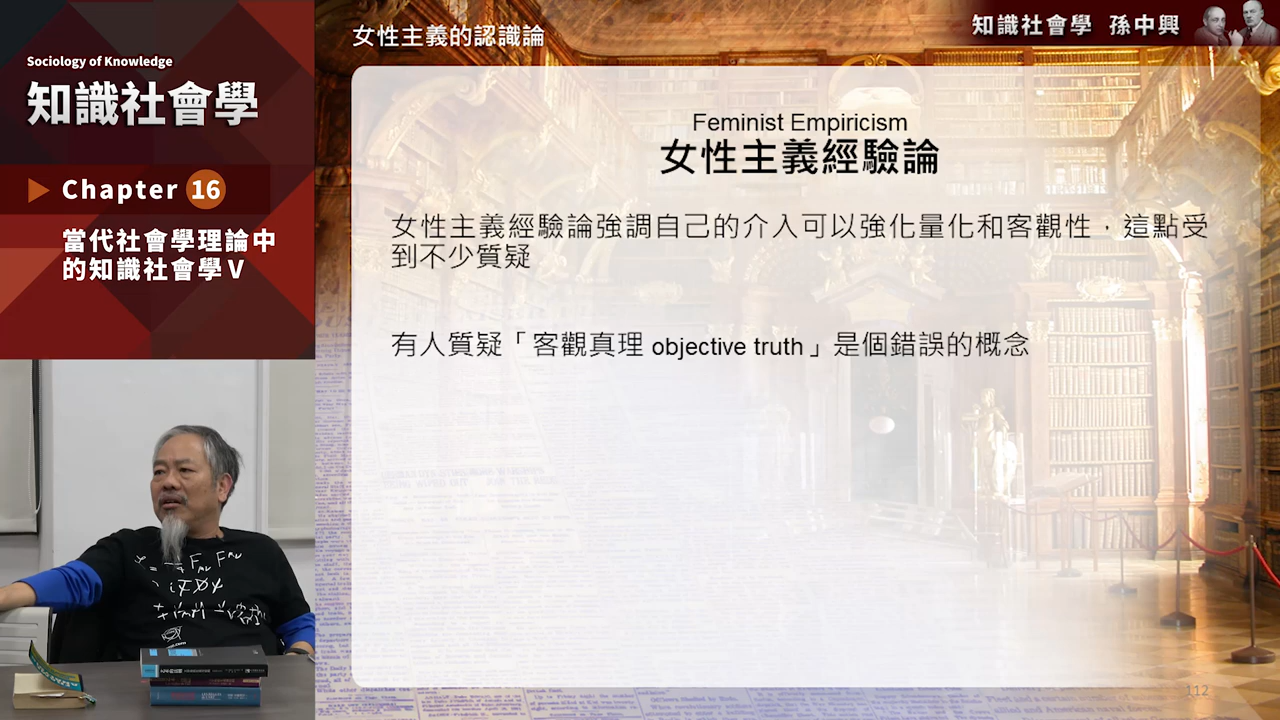 Sociology of Knowledge
知識社會學
Chapter 16
當代社會學理論中
的知識社會學 V
女性主義的認識論
知識社會學 孫中興
Feminist Empiricism
女性主義經驗論
女性主義經驗論強調自己的介入可以強化量化和客觀性，這點受
到不少質疑
有人質疑「客觀真理 objective truth」是個錯誤的概念
112